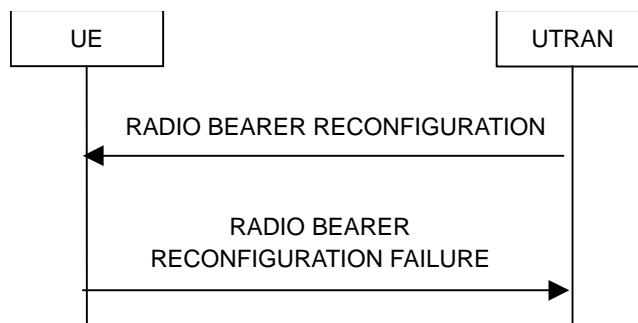 UE
UTRAN
RADIO BEARER RECONFIGURATION
RADIO BEARER
RECONFIGURATION FAILURE